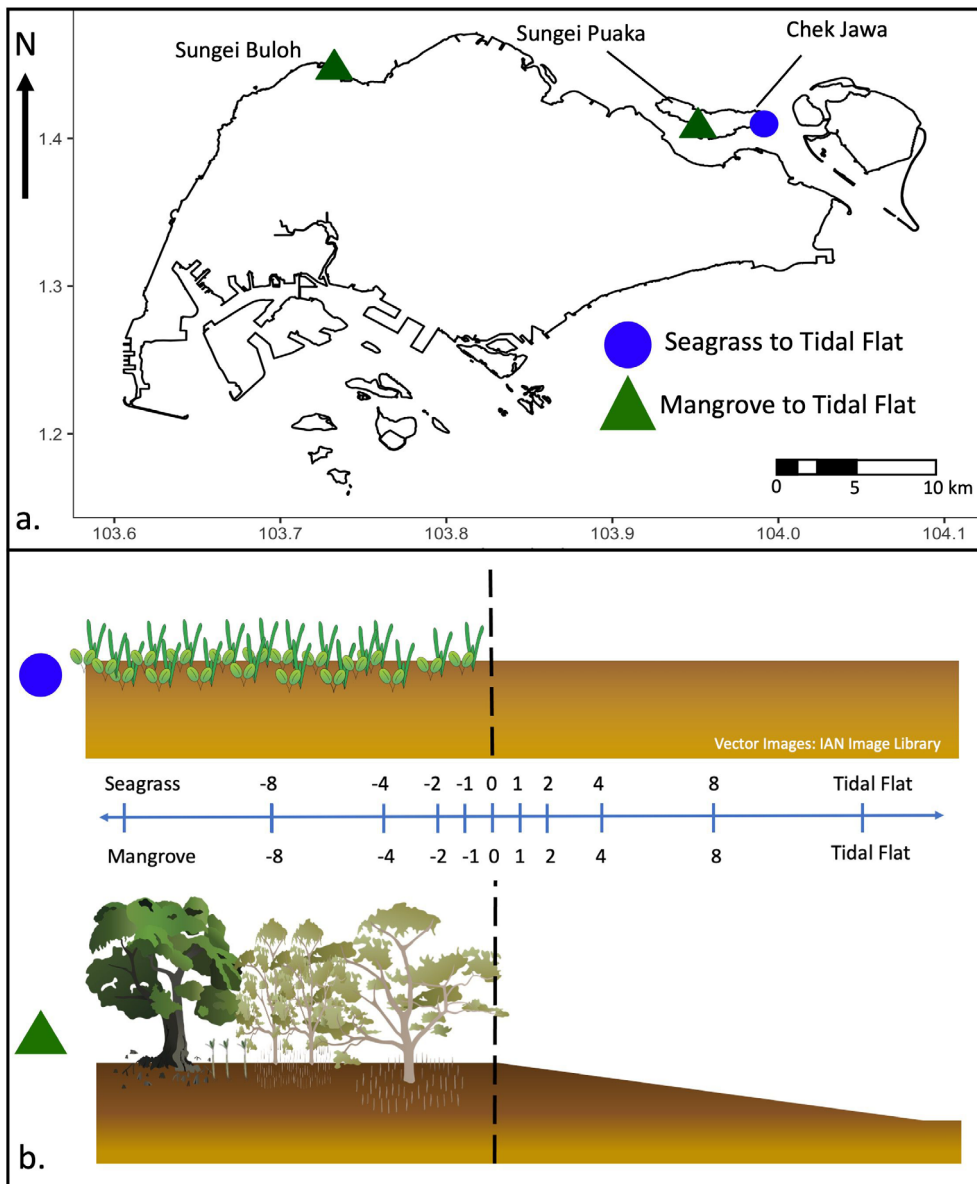 N
Sungei Buloh
Sungei Puaka
Chek Jawa
1.4
1.3
1.2
Seagrass to Tidal Flat
Mangrove to Tidal Flat
0 5 10 km
a.
103.6 103.7 103.8 103.9 104.0 104.1
Vector Images: IAN Image Library
Seagrass -8 -4 -2 -1 0 1 2 4 8 Tidal Flat
Mangrove -8 -4 -2 -1 0 1 2 4 8 Tidal Flat
b.